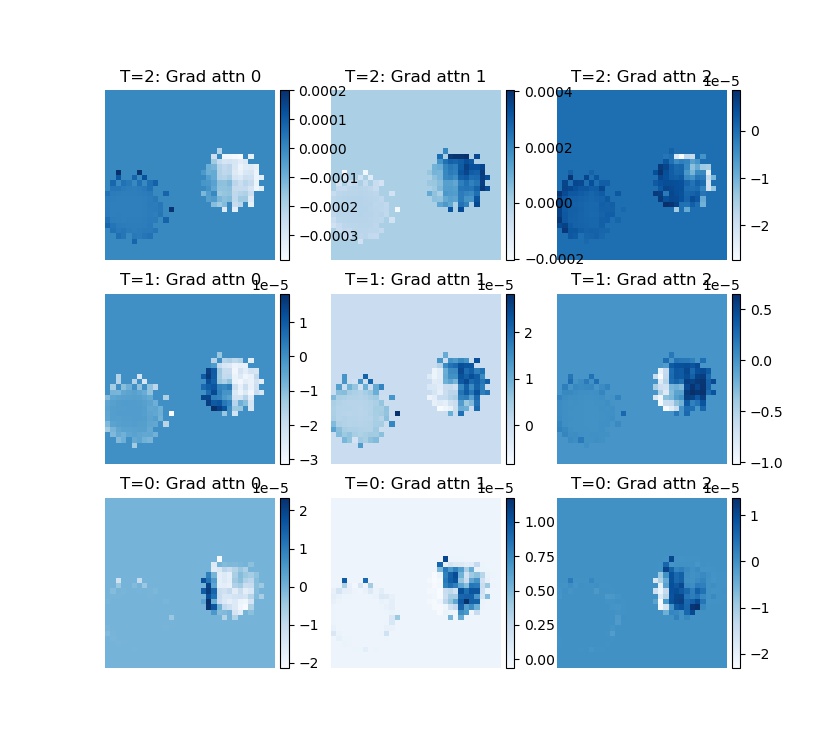 T=2: Grad attn 0
T=2: Grad attn 1
T=2: Grad attn 2
1e−5
0.0002
0.0001
0.0000
−0.0001
−0.0002
−0.0003
0.0004
0.0002
0.0000
−0.0002
0
−1
−2
T=1: Grad attn 0
1e−5
T=1: Grad attn 1
1e−5
T=1: Grad attn 2
1e−5
1
0
−1
−2
−3
2
1
0
0.5
0.0
−0.5
−1.0
T=0: Grad attn 0
1e−5
T=0: Grad attn 1
1e−5
T=0: Grad attn 2
1e−5
2
1
0
−1
−2
1.00
0.75
0.50
0.25
0.00
1
0
−1
−2